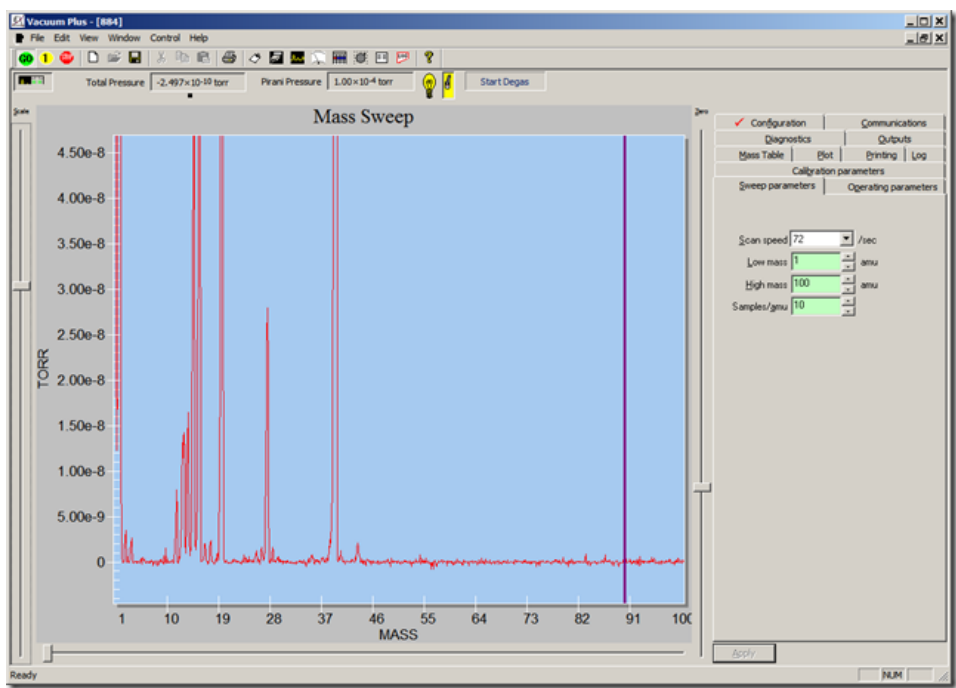 Vacuum Plus - [884]
File Edit View Window Control Help
GO 1
Total Pressure -2.497×10-10 torr Pirani Pressure 1.00×10-4 torr Start Degas
Scale
Mass Sweep
Zero
4.50e-8
4.00e-8
3.50e-8
3.00e-8
2.50e-8
2.00e-8
1.50e-8
1.00e-8
5.00e-9
0
TORR
1 10 19 28 37 46 55 64 73 82 91 100
MASS
Configuration Communications
Diagnostics Outputs
Mass Table Plot Printing Log
Calibration parameters
Sweep parameters Operating parameters
Scan speed 72 /sec
Low mass 1 amu
High mass 100 amu
Samples/amu 10
Apply
Ready NUM